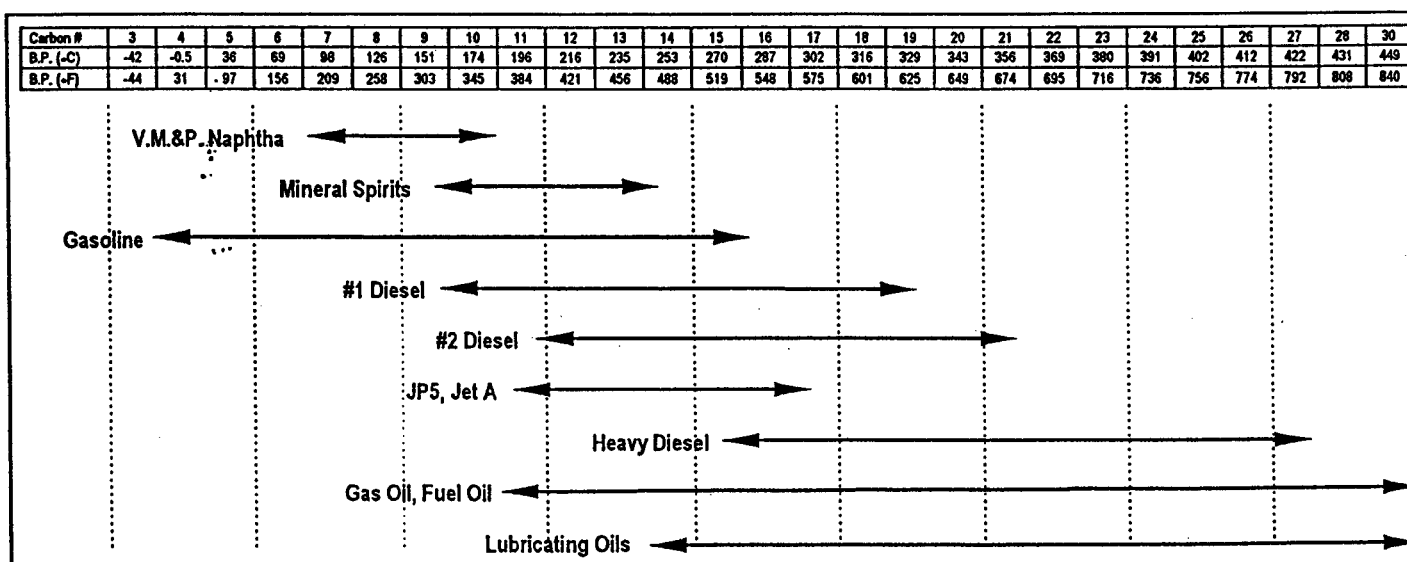 Carbon # 3 4 5 6 7 8 9 10 11 12 13 14 15 16 17 18 19 20 21 22 23 24 25 26 27 28 30
B.P. (-C) -42 -0.5 36 69 98 126 151 174 196 216 235 253 270 287 302 316 329 343 356 369 380 391 402 412 422 431 449
B.P. (-F) -44 31 97 156 209 258 303 345 384 421 456 488 519 548 575 601 625 649 674 695 716 736 756 774 792 808 840
V.M.&P. Naphtha
Mineral Spirits
Gasoline
#1 Diesel
#2 Diesel
JP5, Jet A
Heavy Diesel
Gas Oil, Fuel Oil
Lubricating Oils